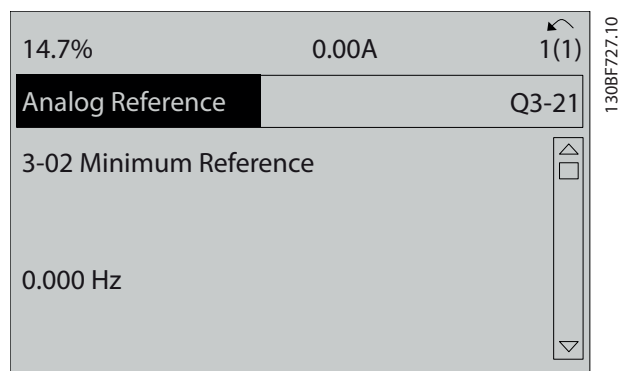 14.7% 0.00A 1(1)
Analog Reference Q3-21
3-02 Minimum Reference
0.000 Hz
130BF727.10